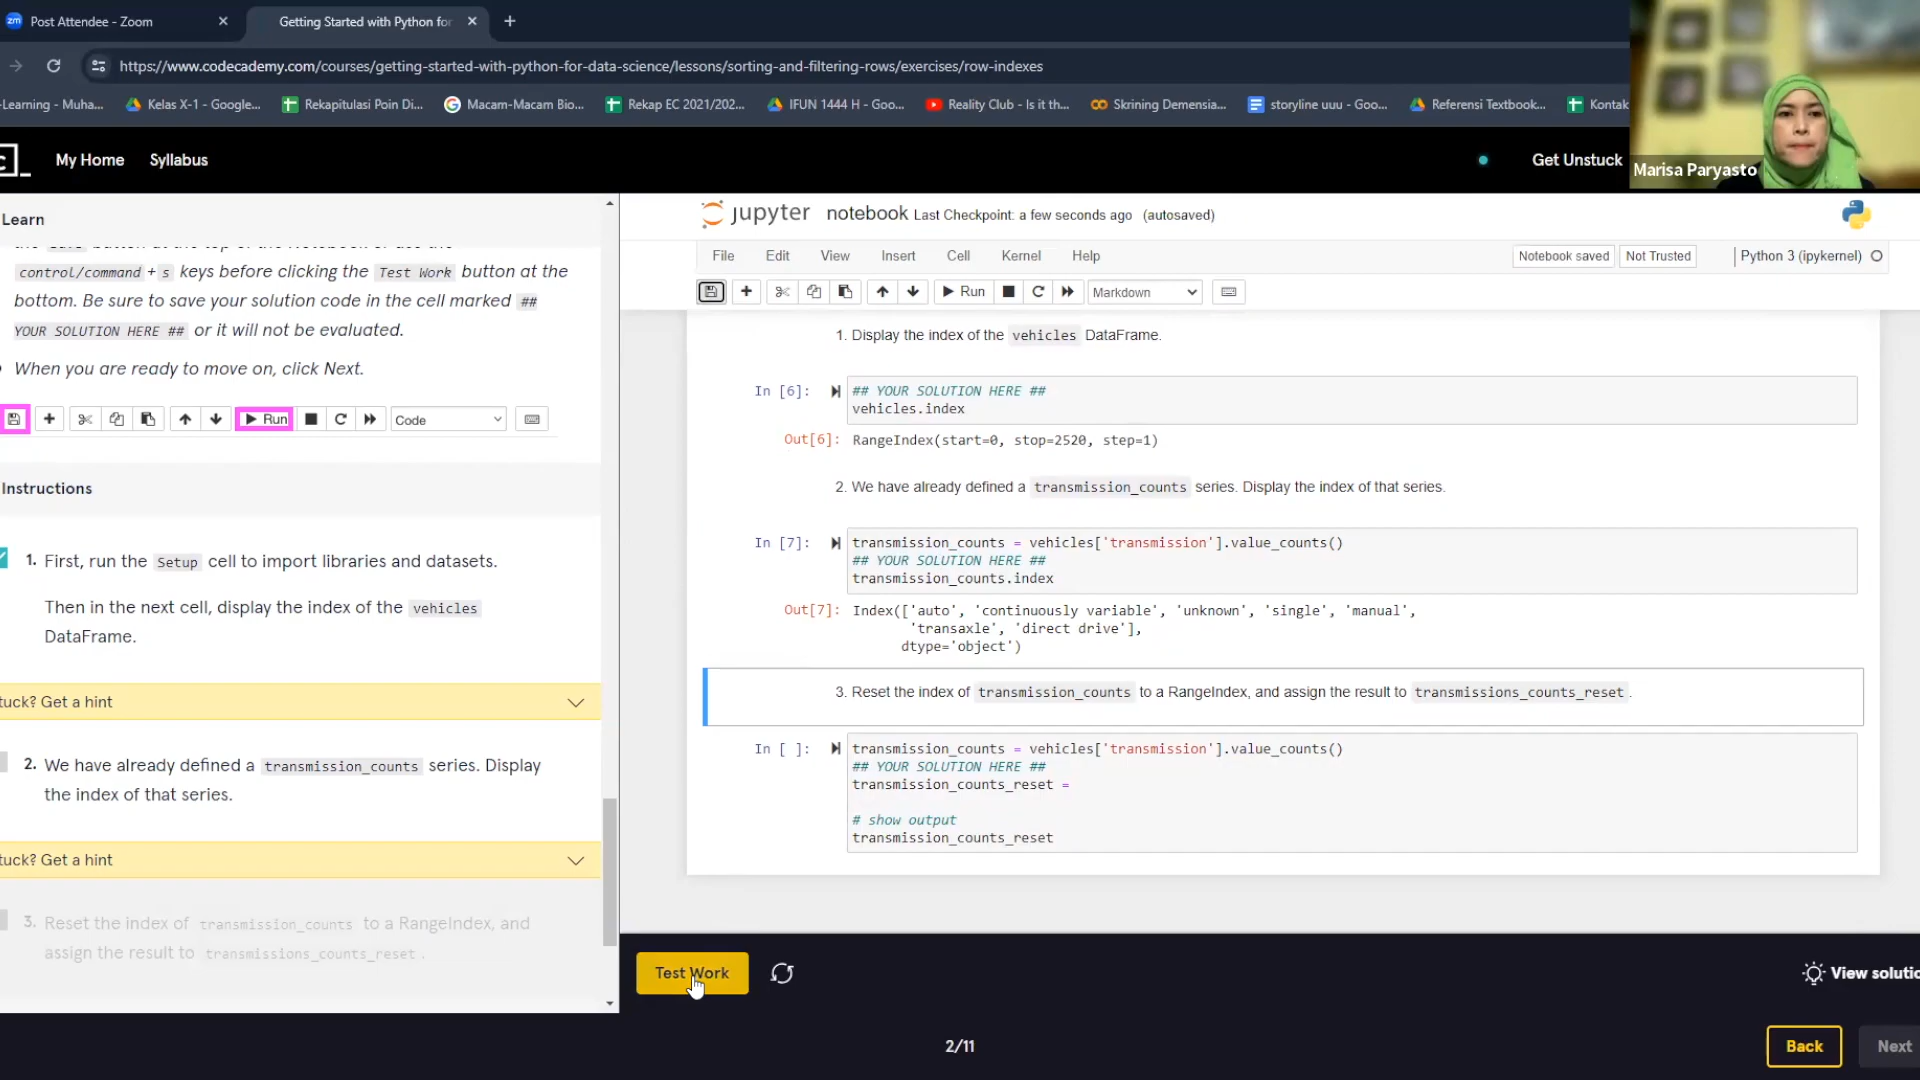 zm Post Attendee - Zoom
Getting Started with Python for
https://www.codecademy.com/courses/getting-started-with-python-for-data-science/lessons/sorting-and-filtering-rows/exercises/row-indexes
-Learning - Muha...
Kelas X-1 - Google...
Rekapitulasi Poin Di...
Macam-Macam Bio...
Rekap EC 2021/202...
IFUN 1444 H - Goo...
Reality Club - Is it th...
Skrining Demensia...
storyline uuu - Goo...
Referensi Textbook...
Kontak
Marisa Paryasto
My Home
Syllabus
Get Unstuck
Learn
control/command + s keys before clicking the Test Work button at the
bottom. Be sure to save your solution code in the cell marked ##
YOUR SOLUTION HERE ## or it will not be evaluated.
When you are ready to move on, click Next.
Run
Code
Instructions
1. First, run the Setup cell to import libraries and datasets.
Then in the next cell, display the index of the vehicles
DataFrame.
tuck? Get a hint
2. We have already defined a transmission_counts series. Display
the index of that series.
tuck? Get a hint
3. Reset the index of transmission_counts to a RangeIndex, and
assign the result to transmissions_counts_reset .
jupyter notebook Last Checkpoint: a few seconds ago (autosaved)
File Edit View Insert Cell Kernel Help
Notebook saved
Not Trusted
Python 3 (ipykernel)
Run
Markdown
1. Display the index of the vehicles DataFrame.
In [6]: ## YOUR SOLUTION HERE ##
vehicles.index
Out[6]: RangeIndex(start=0, stop=2520, step=1)
2. We have already defined a transmission_counts series. Display the index of that series.
In [7]: transmission_counts = vehicles['transmission'].value_counts()
## YOUR SOLUTION HERE ##
transmission_counts.index
Out[7]: Index(['auto', 'continuously variable', 'unknown', 'single', 'manual',
'transaxle', 'direct drive'],
dtype='object')
3. Reset the index of transmission_counts to a RangeIndex, and assign the result to transmissions_counts_reset .
In [ ]: transmission_counts = vehicles['transmission'].value_counts()
## YOUR SOLUTION HERE ##
transmission_counts_reset =
# show output
transmission_counts_reset
Test Work
View solutio
2/11
Back
Next